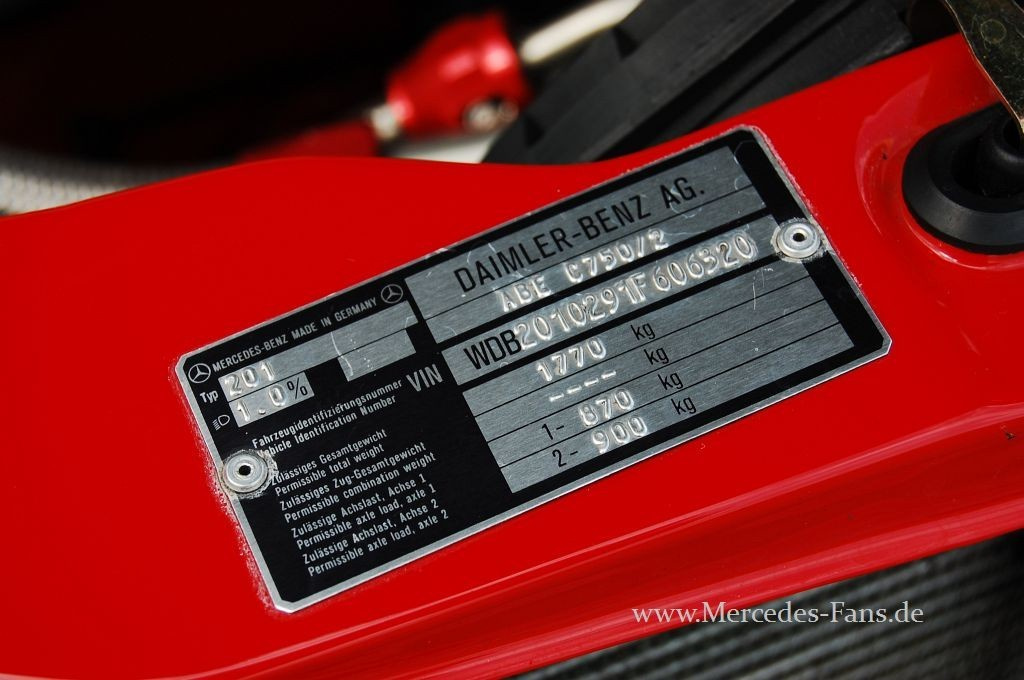 MERCEDES-BENZ MADE IN GERMANY
Typ 201
1.0%
DAIMLER-BENZ AG.
ABE C750/2
Fahrzeugidentifizierungsnummer
Vehicle Identification Number
VIN
WDB2010291F606320
Zulässiges Gesamtgewicht
Permissible total weight
1770 kg
Zulässiges Zug-Gesamtgewicht
Permissible combination weight
---- kg
Zulässige Achslast, Achse 1
Permissible axle load, axle 1
1- 870 kg
Zulässige Achslast, Achse 2
Permissible axle load, axle 2
2- 900 kg
www.Mercedes-Fans.de